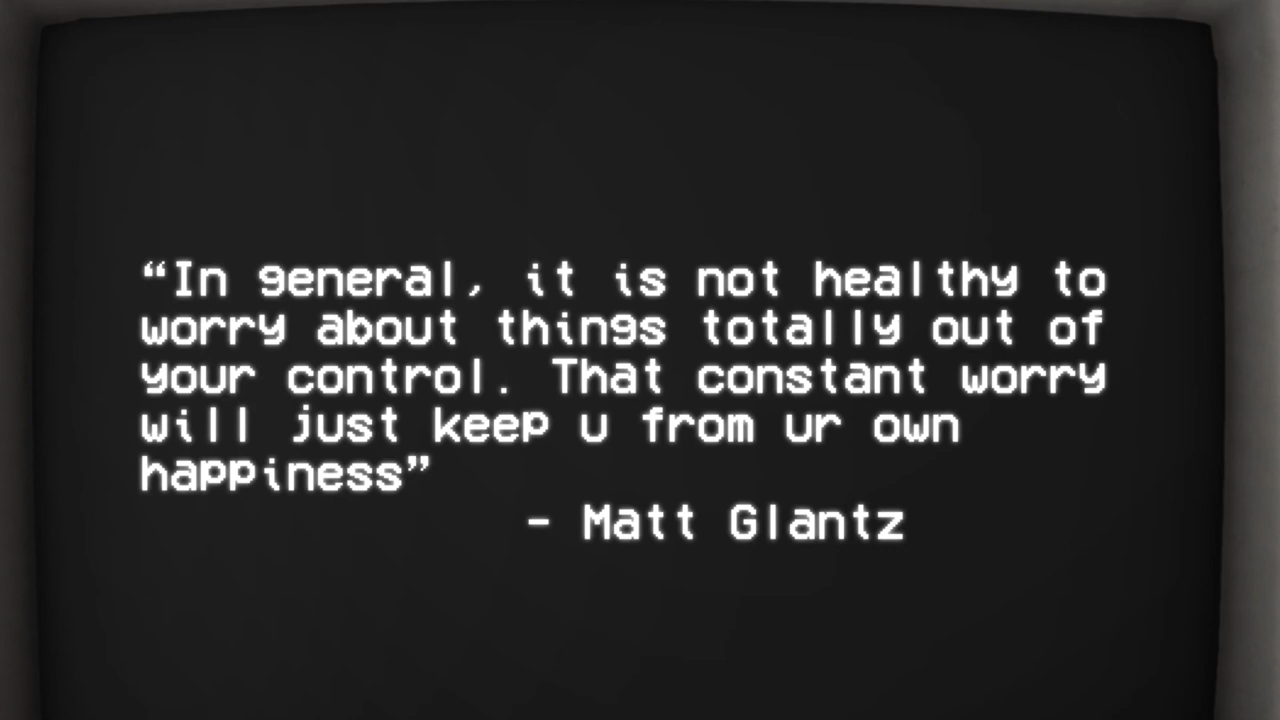 “In general, it is not healthy to
worry about things totally out of
your control. That constant worry
will just keep u from ur own
happiness”
- Matt Glantz